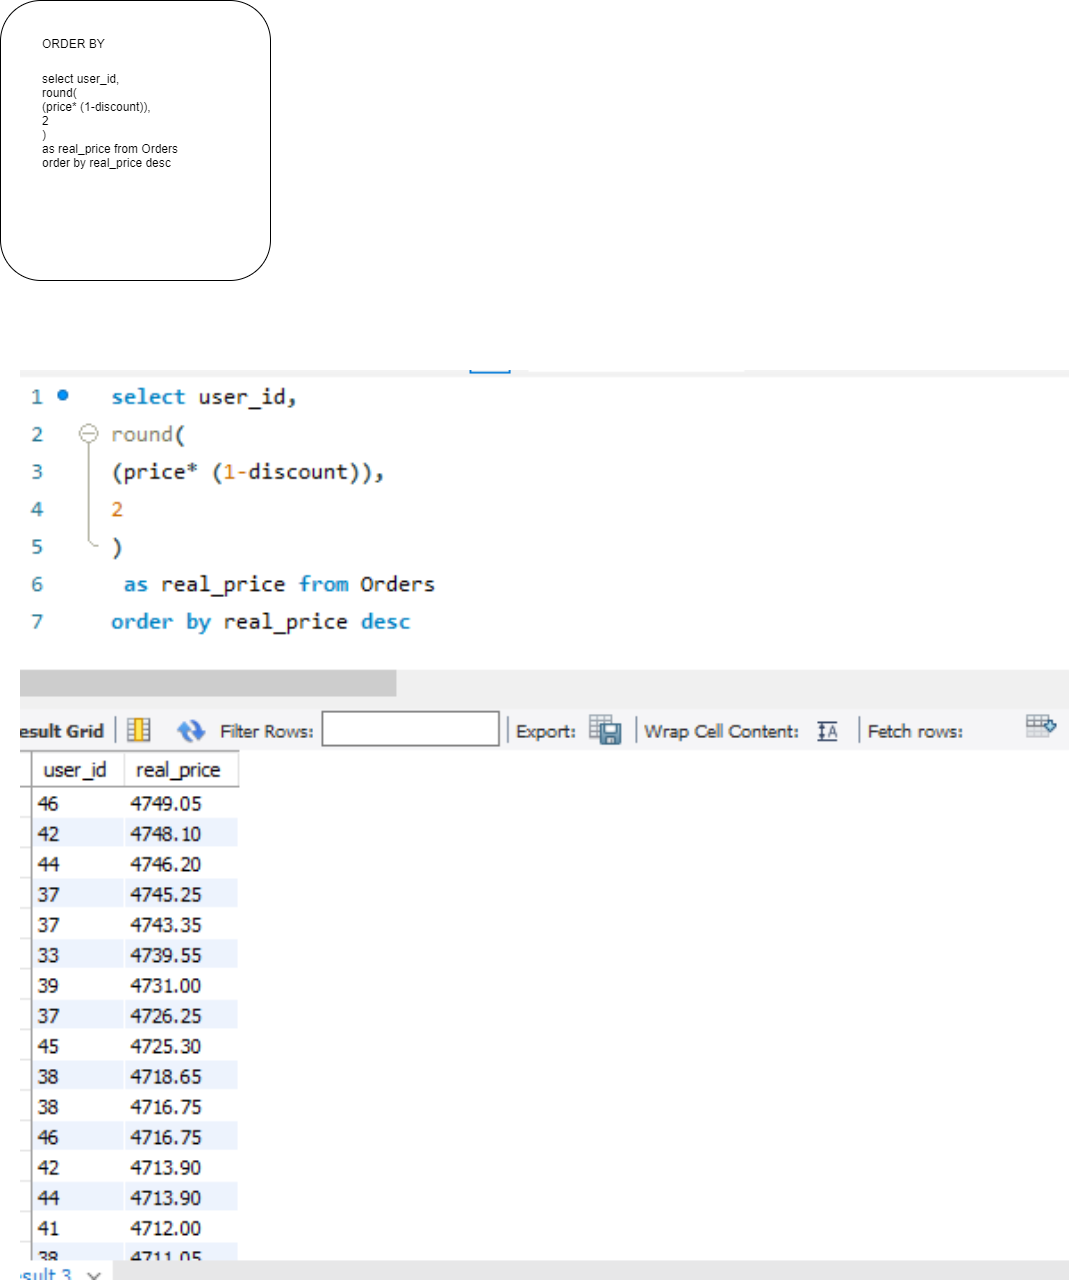 ORDER BY
select user_id,
round(
(price* (1-discount)),
2
)
as real_price from Orders
order by real_price desc
1 select user_id,
2 round(
3 (price* (1-discount)),
4 2
5 )
6 as real_price from Orders
7 order by real_price desc
esult Grid Filter Rows: Export: Wrap Cell Content: Fetch rows:
user_id real_price
46 4749.05
42 4748.10
44 4746.20
37 4745.25
37 4743.35
33 4739.55
39 4731.00
37 4726.25
45 4725.30
38 4718.65
38 4716.75
46 4716.75
42 4713.90
44 4713.90
41 4712.00
38 4711.05
esult 3